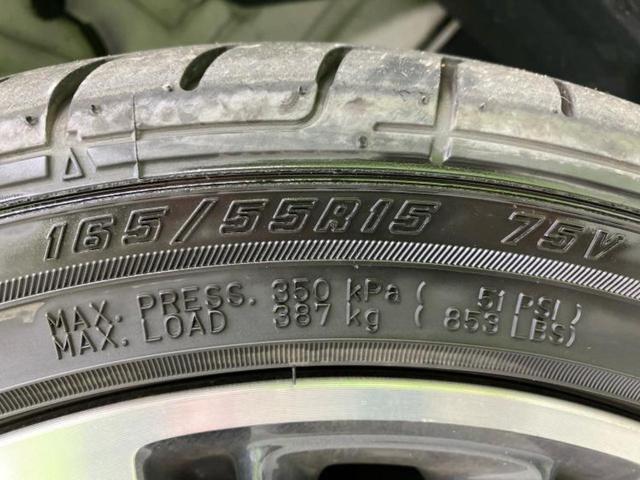 165/55R15 75V
MAX. PRESS. 350 kPa ( 51 PSI )
MAX. LOAD 387 kg ( 853 LBS)